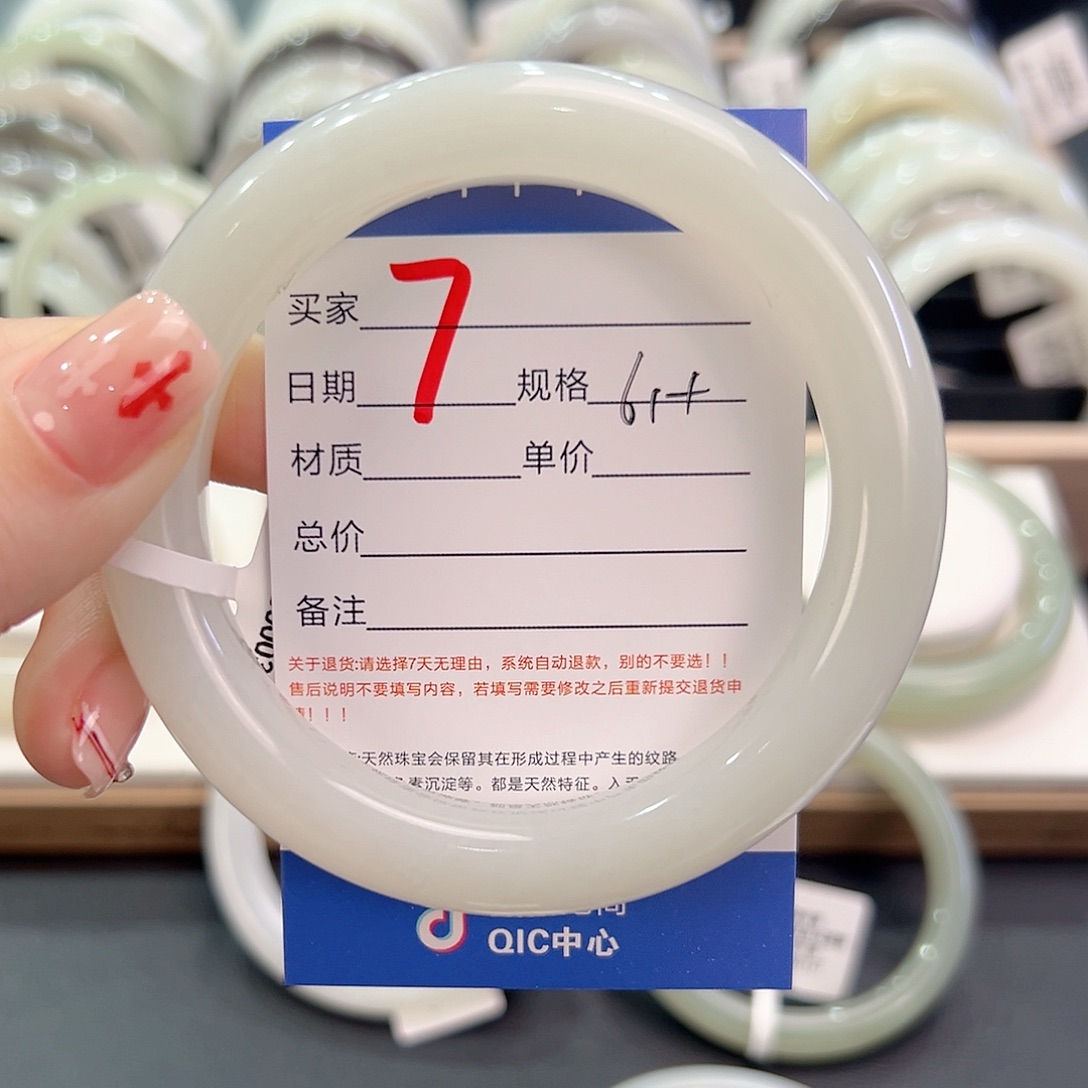 7
买家
日期 规格 61+
材质 单价
总价
备注
关于退货:请选择7天无理由，系统自动退款，别的不要选！！
售后说明不要填写内容，若填写需要修改之后重新提交退货申
！！！
天然珠宝会保留其在形成过程中产生的纹路
素沉淀等。都是天然特征。
QIC中心